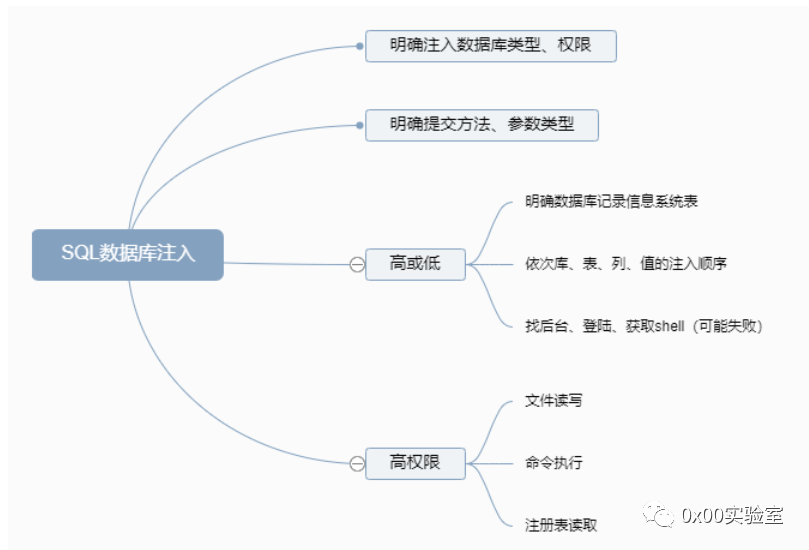 明确注入数据库类型、权限
明确提交方法、参数类型
SQL数据库注入
高或低
明确数据库记录信息系统表
依次库、表、列、值的注入顺序
找后台、登陆、获取shell（可能失败）
高权限
文件读写
命令执行
注册表读取
0x00实验室